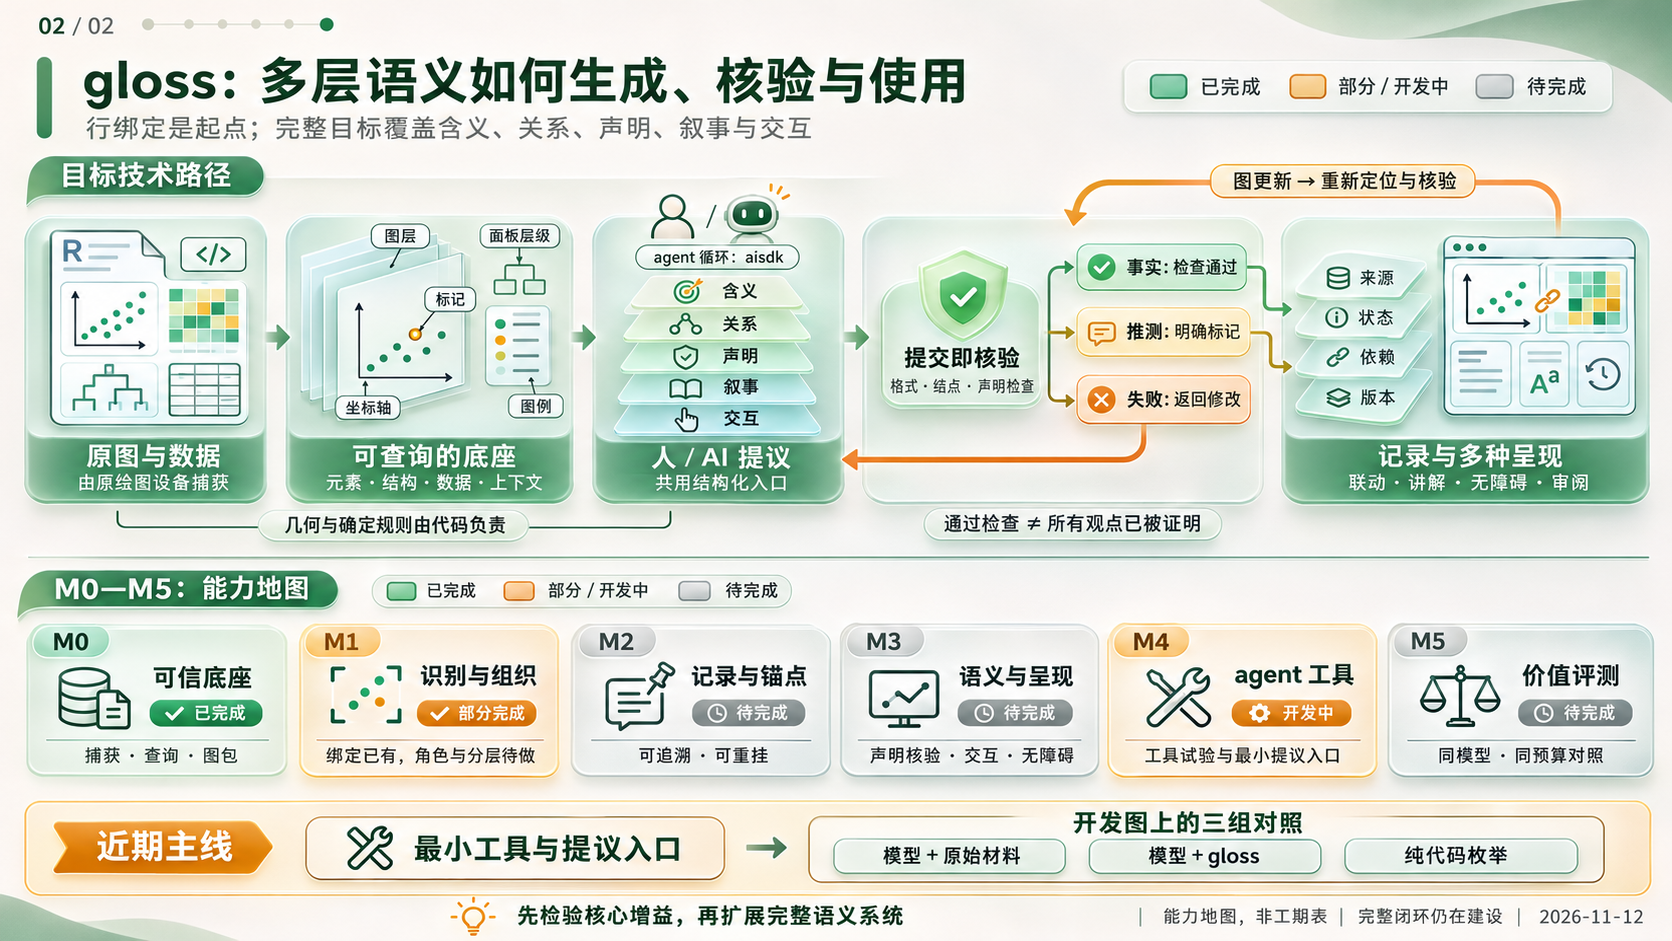 02 / 02
gloss：多层语义如何生成、核验与使用
行绑定是起点；完整目标覆盖含义、关系、声明、叙事与交互
已完成
部分 / 开发中
待完成
目标技术路径
图更新 → 重新定位与核验
R
</>
原图与数据
由原绘图设备捕获
图层
面板层级
标记
坐标轴
图例
可查询的底座
元素 · 结构 · 数据 · 上下文
/
agent 循环：aisdk
含义
关系
声明
叙事
交互
人 / AI 提议
共用结构化入口
提交即核验
格式 · 结点 · 声明检查
事实：检查通过
推测：明确标记
失败：返回修改
来源
状态
依赖
版本
Aa
记录与多种呈现
联动 · 讲解 · 无障碍 · 审阅
几何与确定规则由代码负责
通过检查 ≠ 所有观点已被证明
M0—M5：能力地图
已完成
部分 / 开发中
待完成
M0
可信底座
已完成
捕获 · 查询 · 图包
M1
识别与组织
部分完成
绑定已有，角色与分层待做
M2
记录与锚点
待完成
可追溯 · 可重挂
M3
语义与呈现
待完成
声明核验 · 交互 · 无障碍
M4
agent 工具
开发中
工具试验与最小提议入口
M5
价值评测
待完成
同模型 · 同预算对照
近期主线
最小工具与提议入口
开发图上的三组对照
模型 + 原始材料
模型 + gloss
纯代码枚举
先检验核心增益，再扩展完整语义系统
| 能力地图，非工期表 | 完整闭环仍在建设 | 2026-11-12